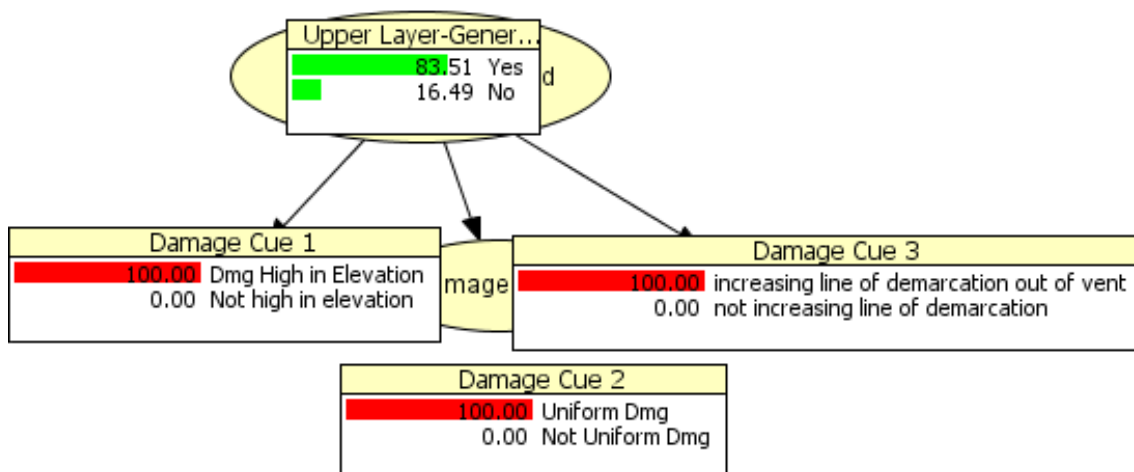 Upper Layer-Gener...
83.51 Yes
16.49 No
d
Damage Cue 1
100.00 Dmg High in Elevation
0.00 Not high in elevation
mage
Damage Cue 3
100.00 increasing line of demarcation out of vent
0.00 not increasing line of demarcation
Damage Cue 2
100.00 Uniform Dmg
0.00 Not Uniform Dmg